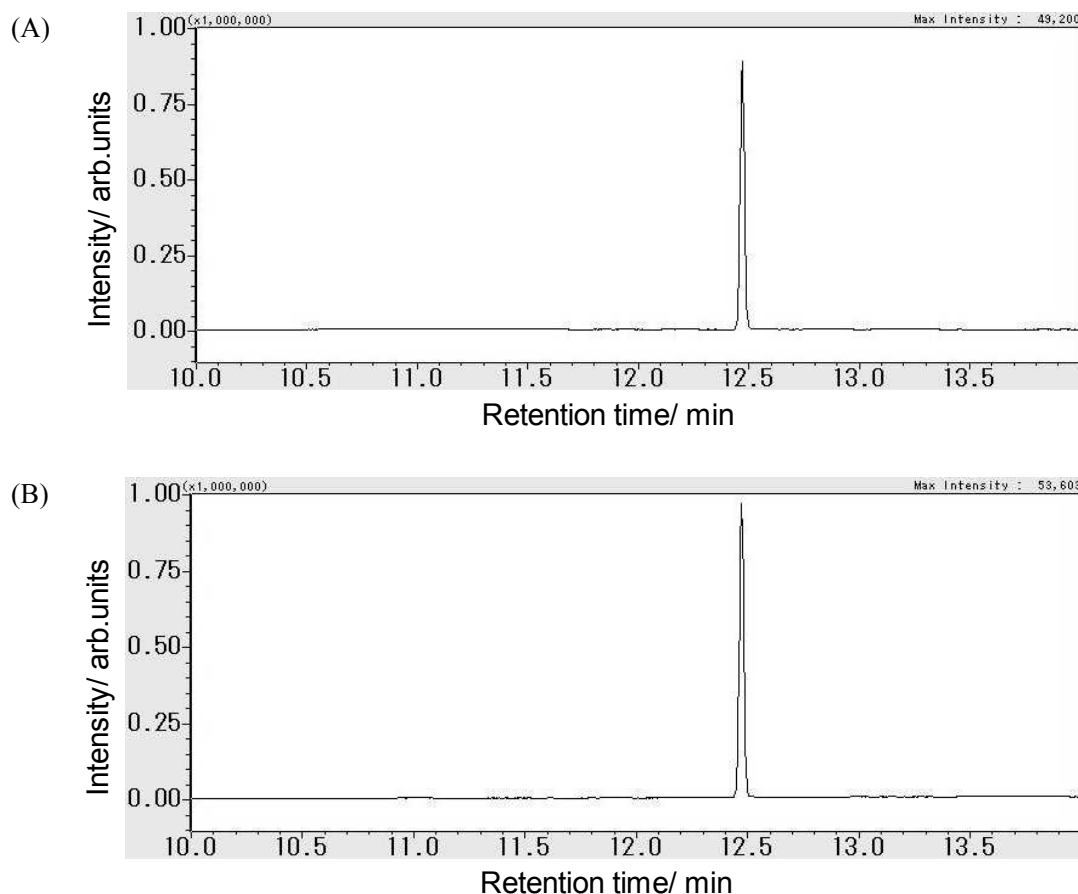 (A)
(x1,000,000)
Max Intensity : 49,200
1.00
0.75
0.50
0.25
0.00
Intensity/ arb.units
10.0 10.5 11.0 11.5 12.0 12.5 13.0 13.5
Retention time/ min
(B)
(x1,000,000)
Max Intensity : 53,603
1.00
0.75
0.50
0.25
0.00
Intensity/ arb.units
10.0 10.5 11.0 11.5 12.0 12.5 13.0 13.5
Retention time/ min